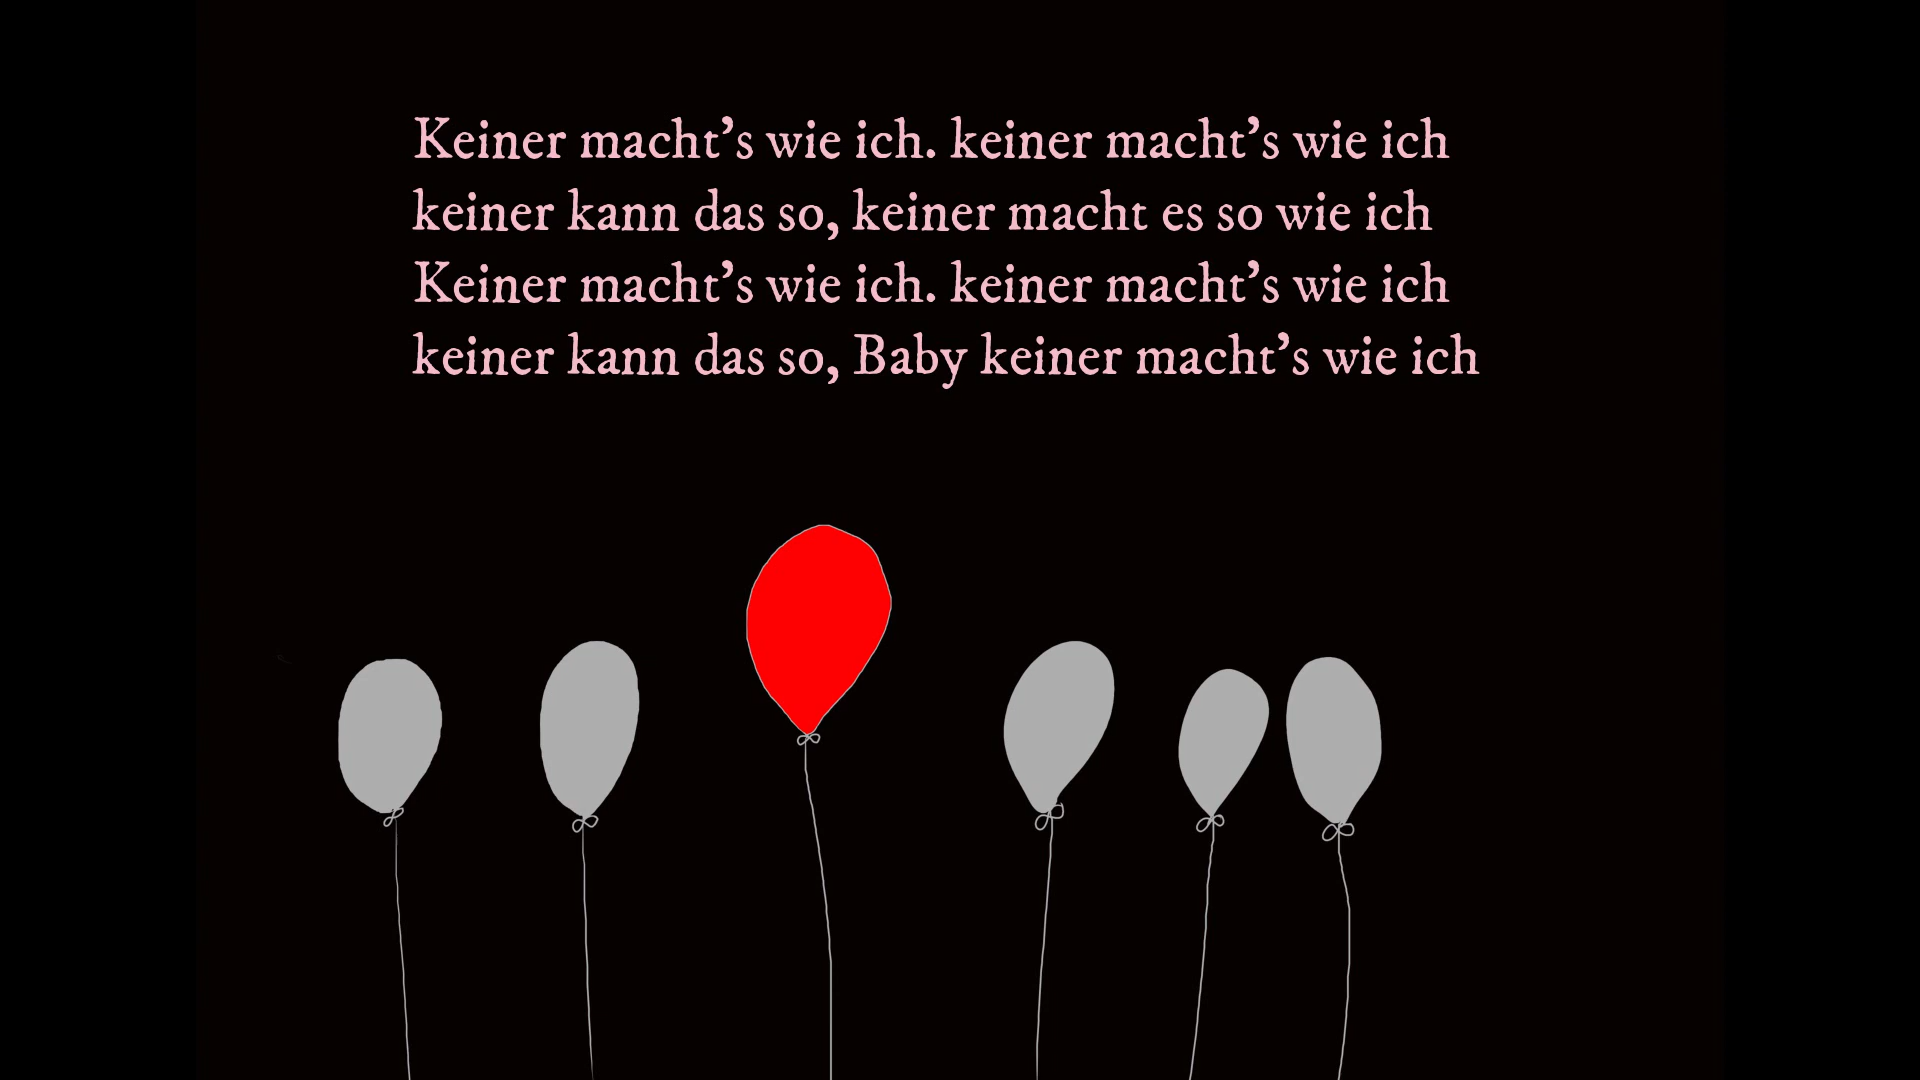 Keiner macht’s wie ich. keiner macht’s wie ich
keiner kann das so, keiner macht es so wie ich
Keiner macht’s wie ich. keiner macht’s wie ich
keiner kann das so, Baby keiner macht’s wie ich